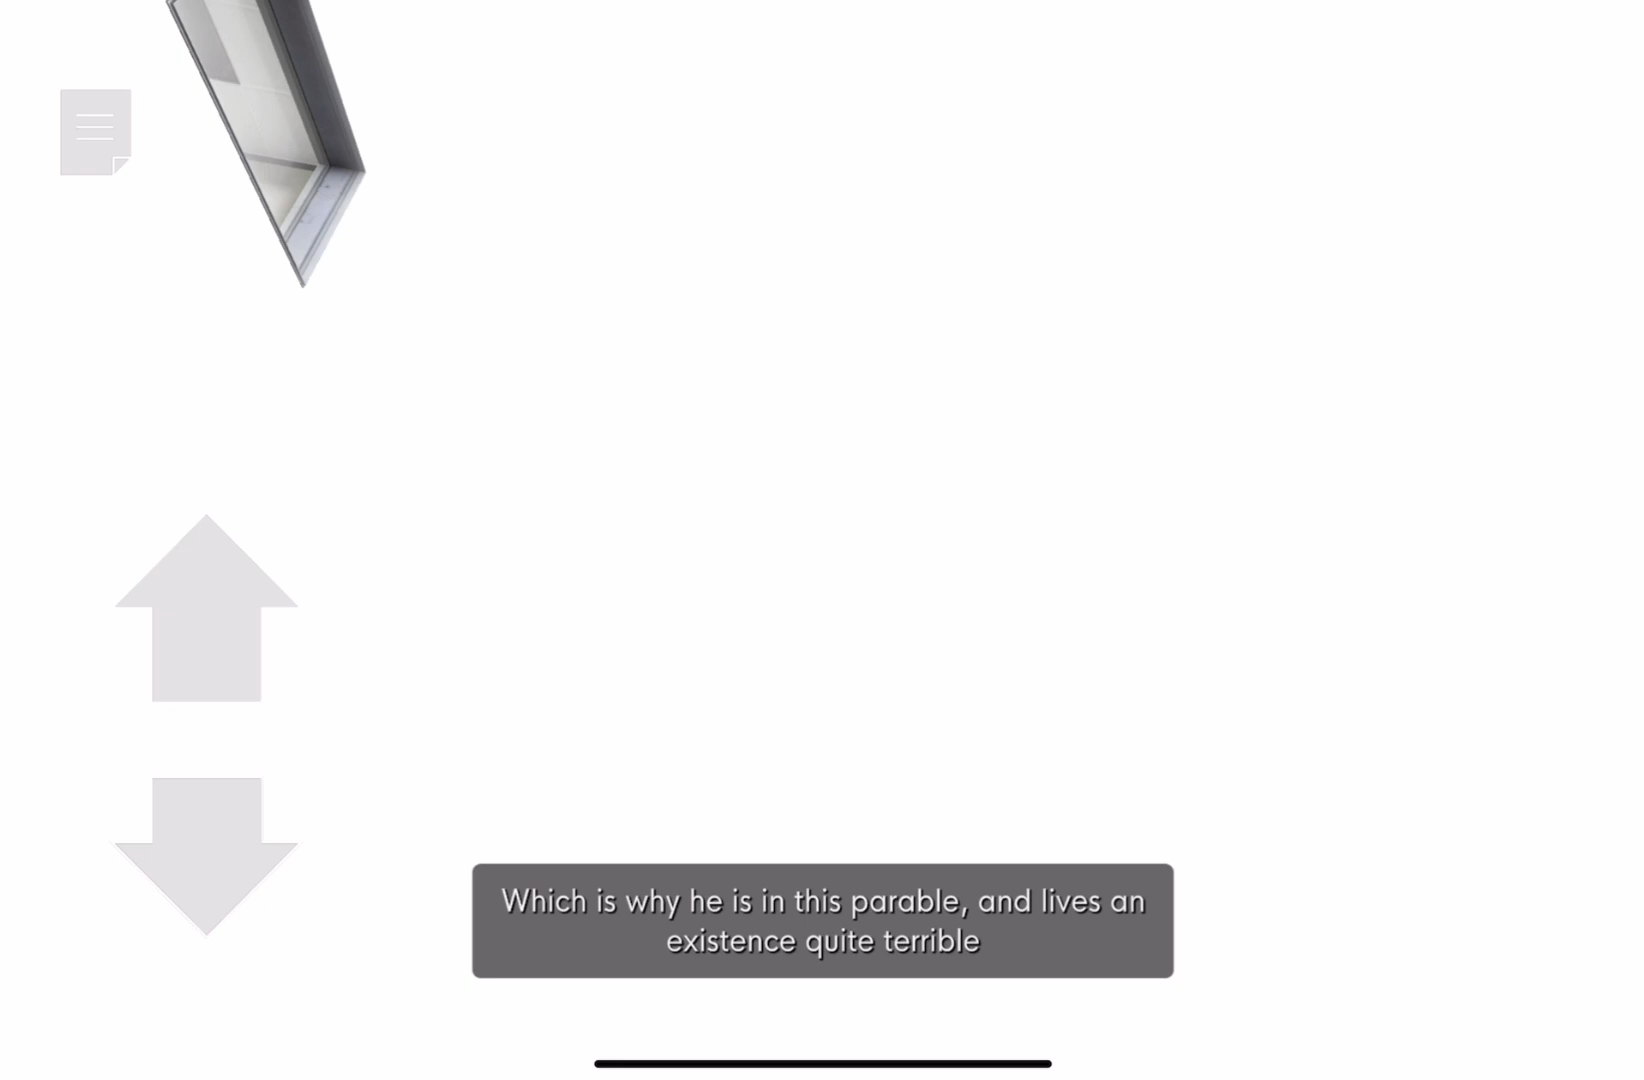 Which is why he is in this parable, and lives an
existence quite terrible